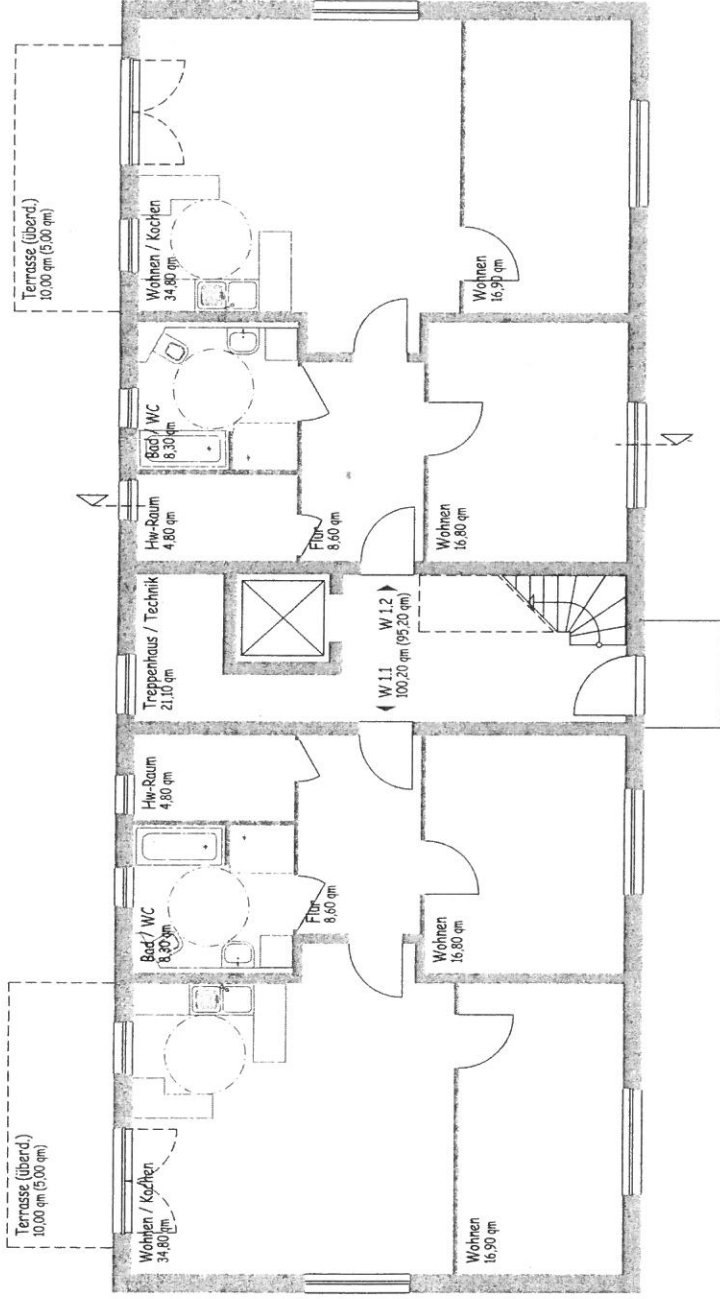 Terrasse (überd.)
10,00 qm (5,00 qm)
Terrasse (überd.)
10,00 qm (5,00 qm)
Wohnen / Kochen
34,80 qm
Bad / WC
8,30 qm
Hw-Raum
4,80 qm
Treppenhaus / Technik
21,10 qm
Hw-Raum
4,80 qm
Bad / WC
8,30 qm
Wohnen / Kochen
34,80 qm
Flur
8,60 qm
W 1.1
W 1.2
100,20 qm (95,20 qm)
Flur
8,60 qm
Wohnen
16,90 qm
Wohnen
16,80 qm
Wohnen
16,80 qm
Wohnen
16,90 qm